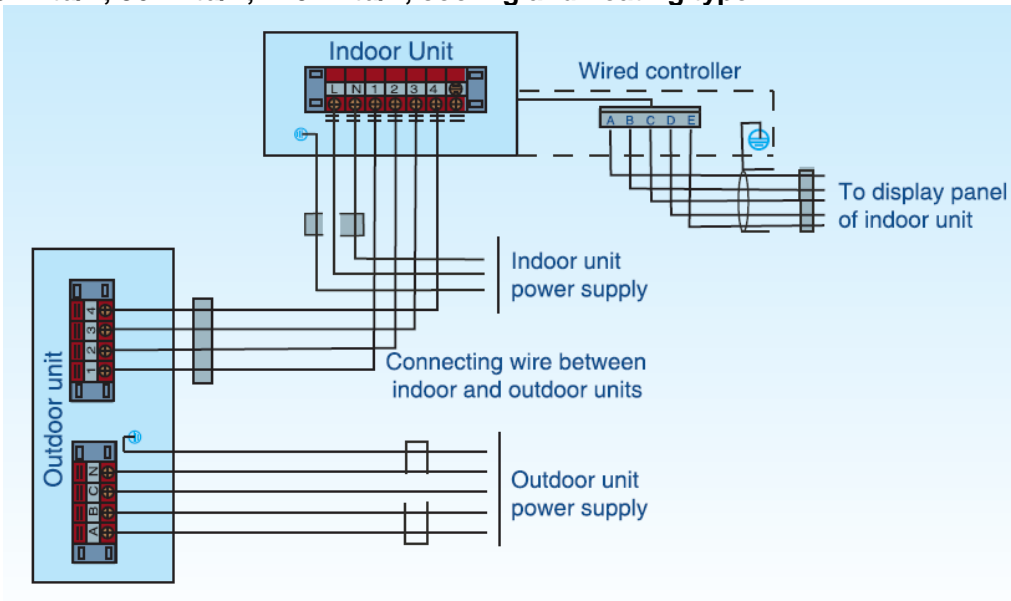 Indoor Unit
L N 1 2 3 4
Wired controller
A B C D E
To display panel
of indoor unit
Indoor unit
power supply
4
3
2
1
Connecting wire between
indoor and outdoor units
Outdoor unit
N
C
B
A
Outdoor unit
power supply